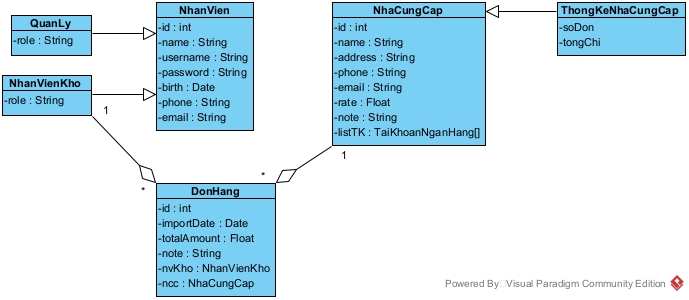 QuanLy
-role : String
NhanVienKho
-role : String
NhanVien
-id : int
-name : String
-username : String
-password : String
-birth : Date
-phone : String
-email : String
NhaCungCap
-id : int
-name : String
-address : String
-phone : String
-email : String
-rate : Float
-note : String
-listTK : TaiKhoanNganHang[]
ThongKeNhaCungCap
-soDon
-tongChi
1
*
*
1
DonHang
-id : int
-importDate : Date
-totalAmount : Float
-note : String
-nvKho : NhanVienKho
-ncc : NhaCungCap
Powered By Visual Paradigm Community Edition